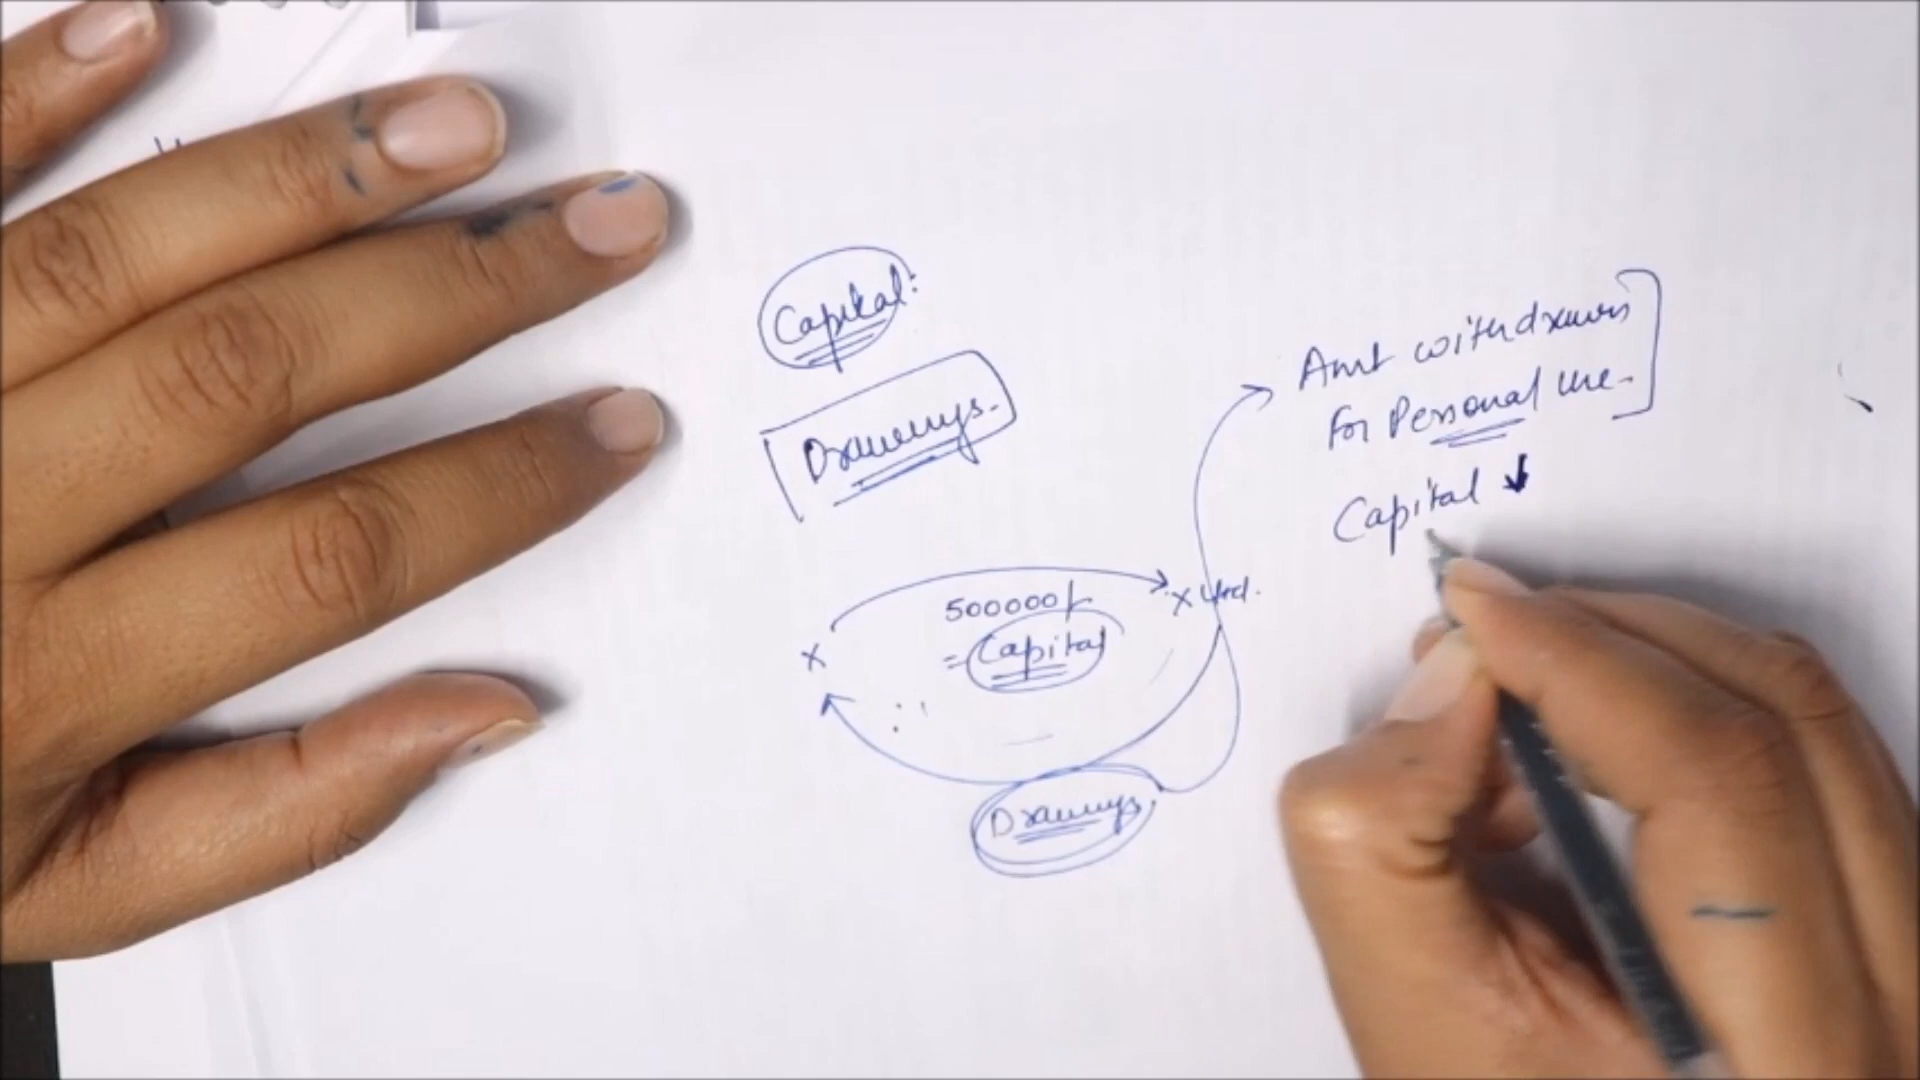 Capital:
Drawings.
Amt withdrawn
for Personal Use.
Capital ↓
500000/-
X Ltd.
X
= Capital
Drawings